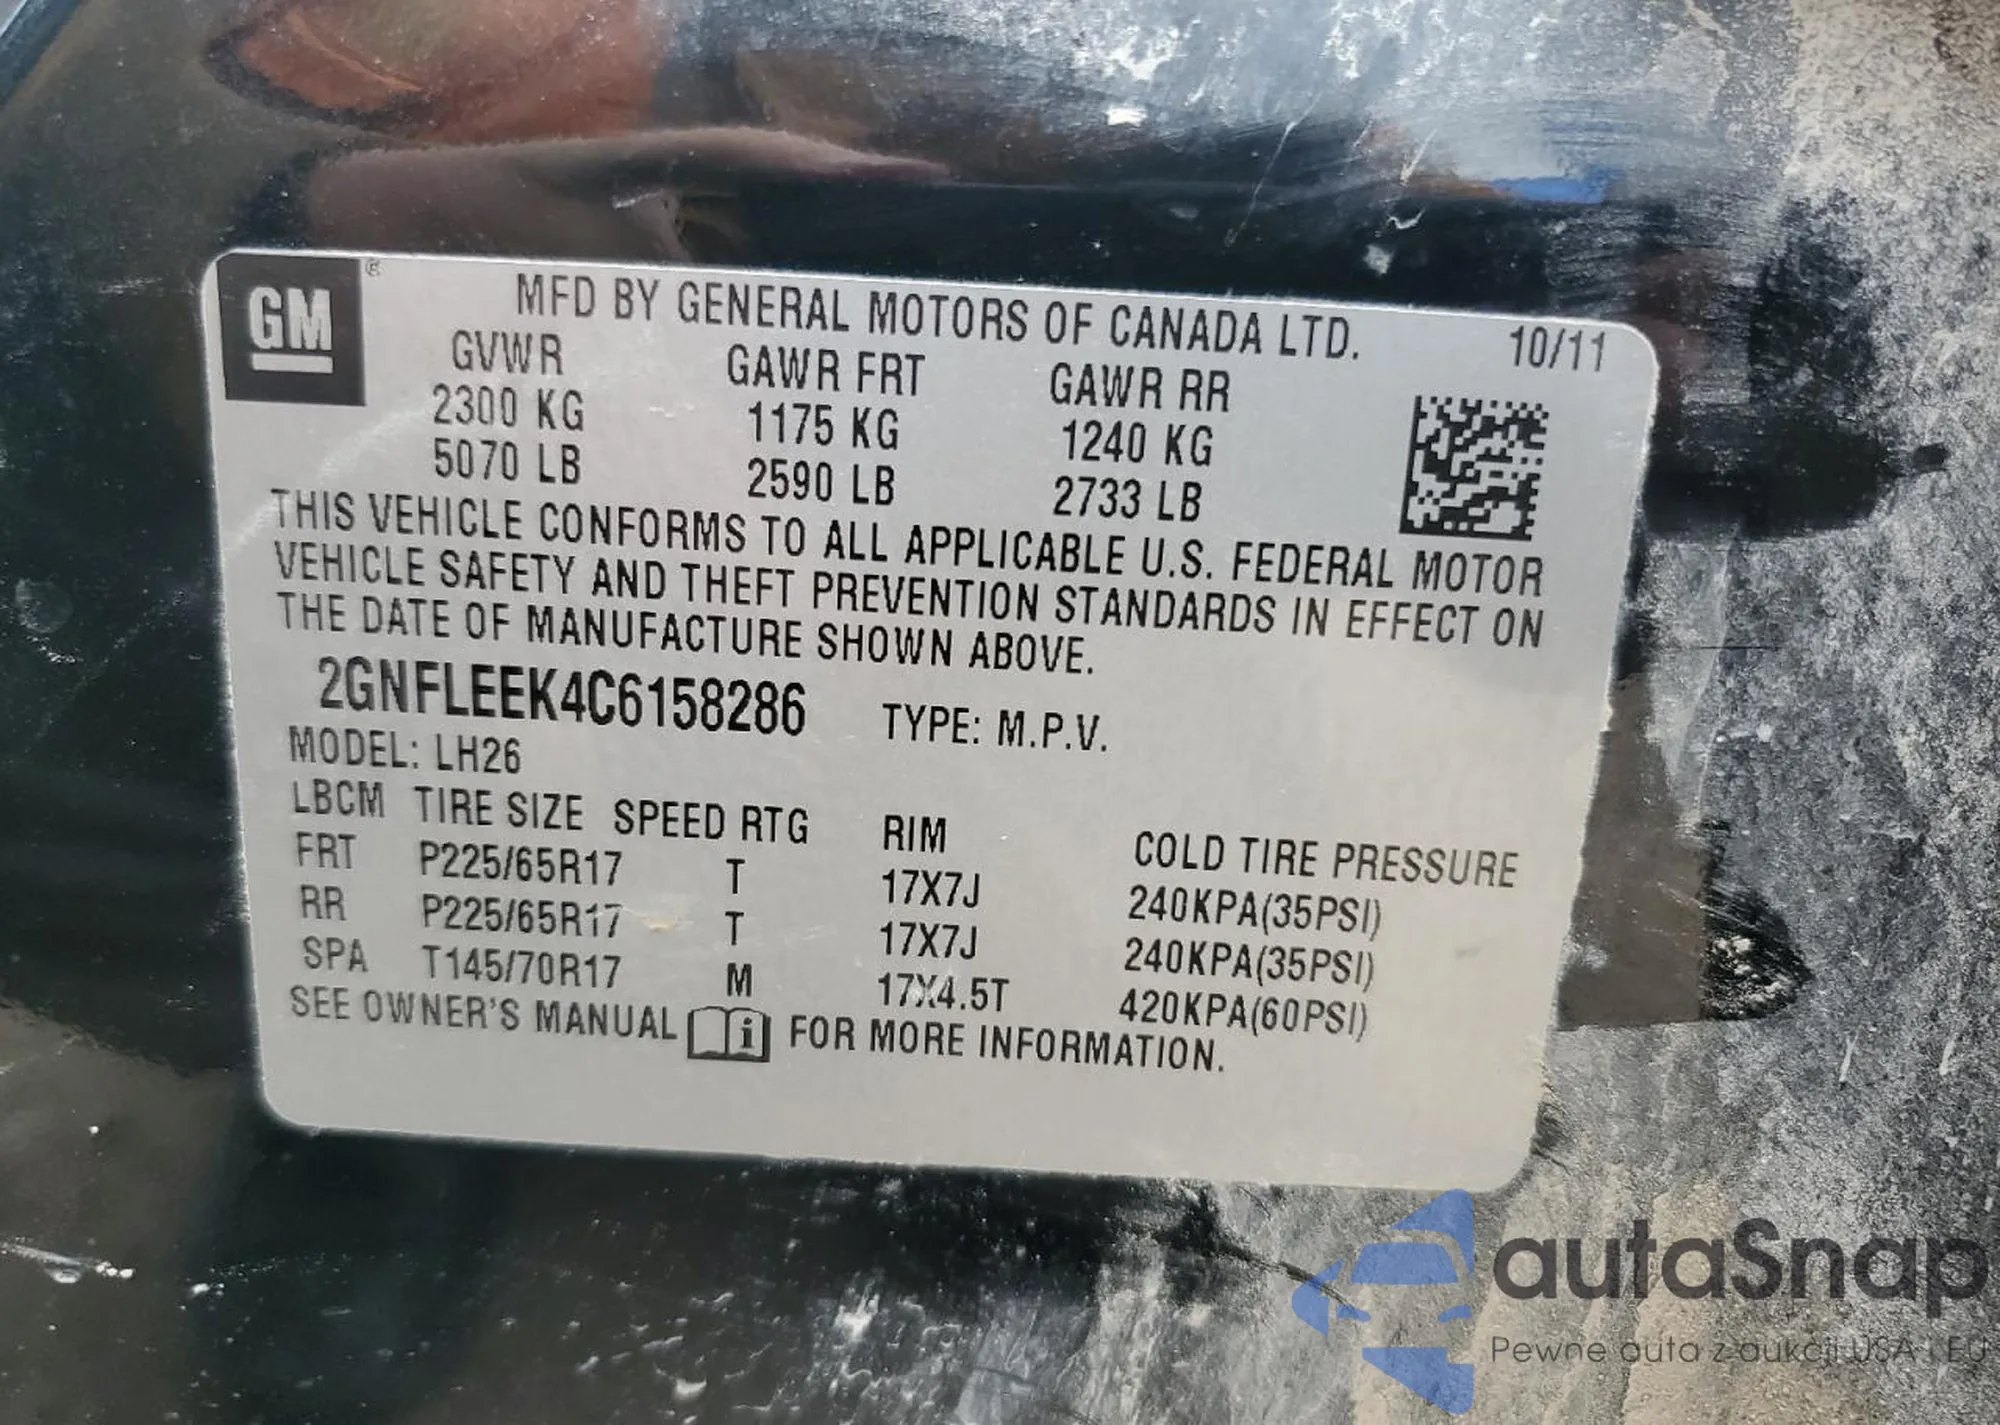 GM ®
MFD BY GENERAL MOTORS OF CANADA LTD.
10/11
GVWR GAWR FRT GAWR RR
2300 KG 1175 KG 1240 KG
5070 LB 2590 LB 2733 LB
THIS VEHICLE CONFORMS TO ALL APPLICABLE U.S. FEDERAL MOTOR
VEHICLE SAFETY AND THEFT PREVENTION STANDARDS IN EFFECT ON
THE DATE OF MANUFACTURE SHOWN ABOVE.
2GNFLEEK4C6158286 TYPE: M.P.V.
MODEL: LH26
LBCM TIRE SIZE SPEED RTG RIM COLD TIRE PRESSURE
FRT P225/65R17 T 17X7J 240KPA(35PSI)
RR P225/65R17 T 17X7J 240KPA(35PSI)
SPA T145/70R17 M 17X4.5T 420KPA(60PSI)
SEE OWNER'S MANUAL i FOR MORE INFORMATION.
autaSnap
Pewne auta z aukcji USA i EU